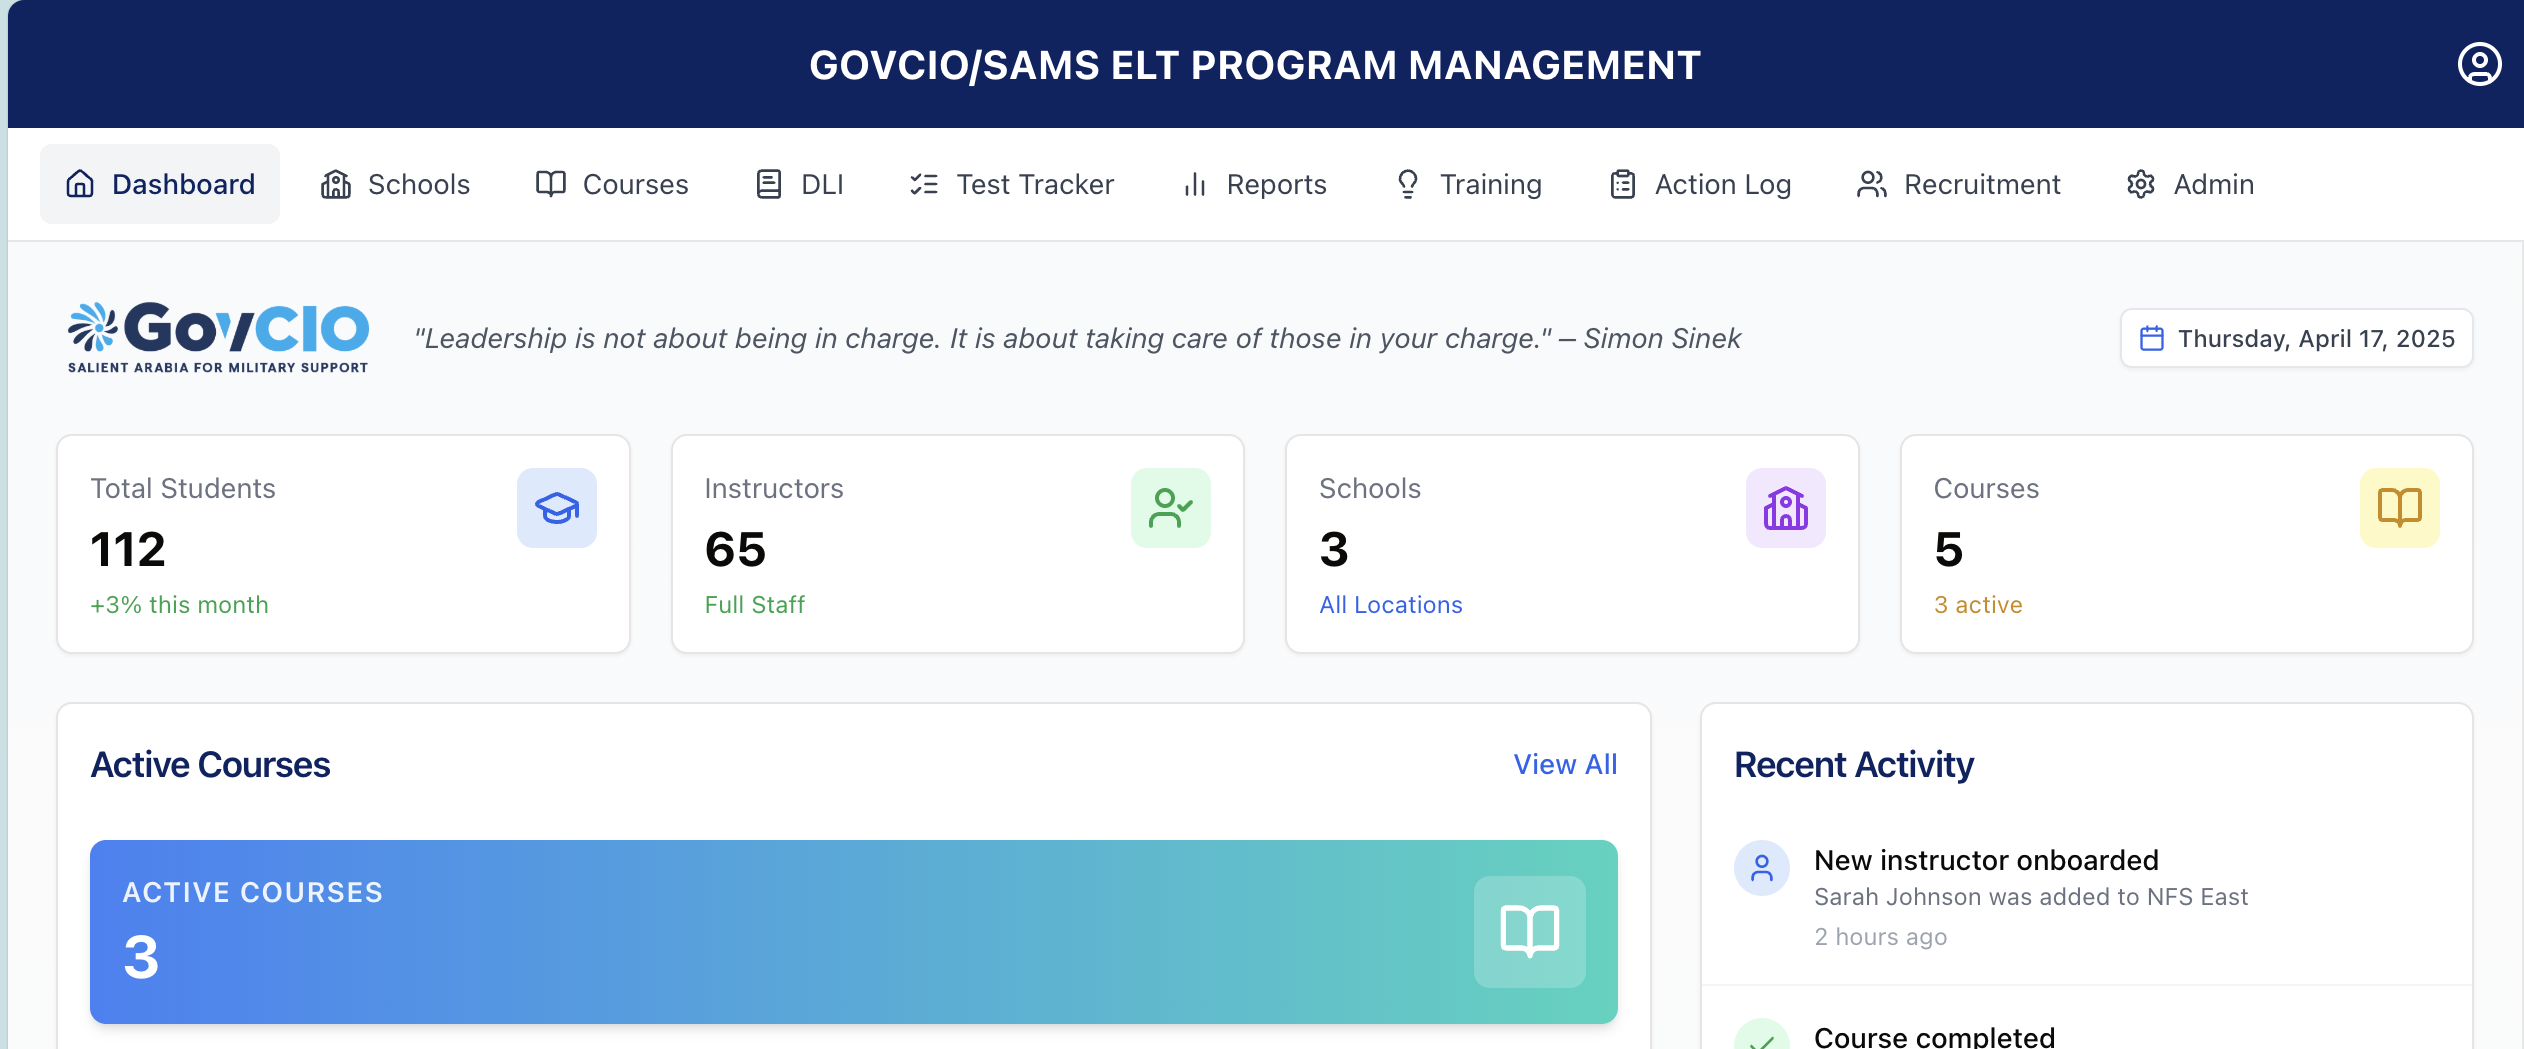 GOVCIO/SAMS ELT PROGRAM MANAGEMENT
Dashboard
Schools
Courses
DLI
Test Tracker
Reports
Training
Action Log
Recruitment
Admin
GovCIO
SALIENT ARABIA FOR MILITARY SUPPORT
"Leadership is not about being in charge. It is about taking care of those in your charge." — Simon Sinek
Thursday, April 17, 2025
Total Students
112
+3% this month
Instructors
65
Full Staff
Schools
3
All Locations
Courses
5
3 active
Active Courses
View All
ACTIVE COURSES
3
Recent Activity
New instructor onboarded
Sarah Johnson was added to NFS East
2 hours ago
Course completed